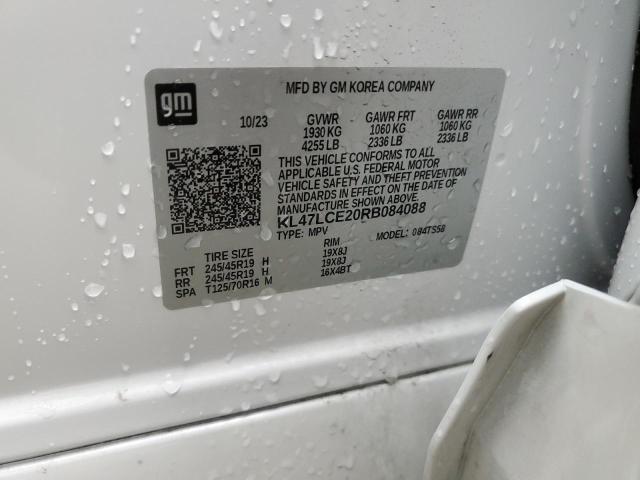 gm
MFD BY GM KOREA COMPANY
10/23 GVWR GAWR FRT GAWR RR
1930 KG 1060 KG 1060 KG
4255 LB 2336 LB 2336 LB
THIS VEHICLE CONFORMS TO ALL
APPLICABLE U.S. FEDERAL MOTOR
VEHICLE SAFETY AND THEFT PREVENTION
STANDARDS IN EFFECT ON THE DATE OF
MANUFACTURE SHOWN ABOVE.
KL47LCE20RB084088
TYPE: MPV MODEL: 084TS58
TIRE SIZE RIM
FRT 245/45R19 H 19X8J
RR 245/45R19 H 19X8J
SPA T125/70R16 M 16X4BT